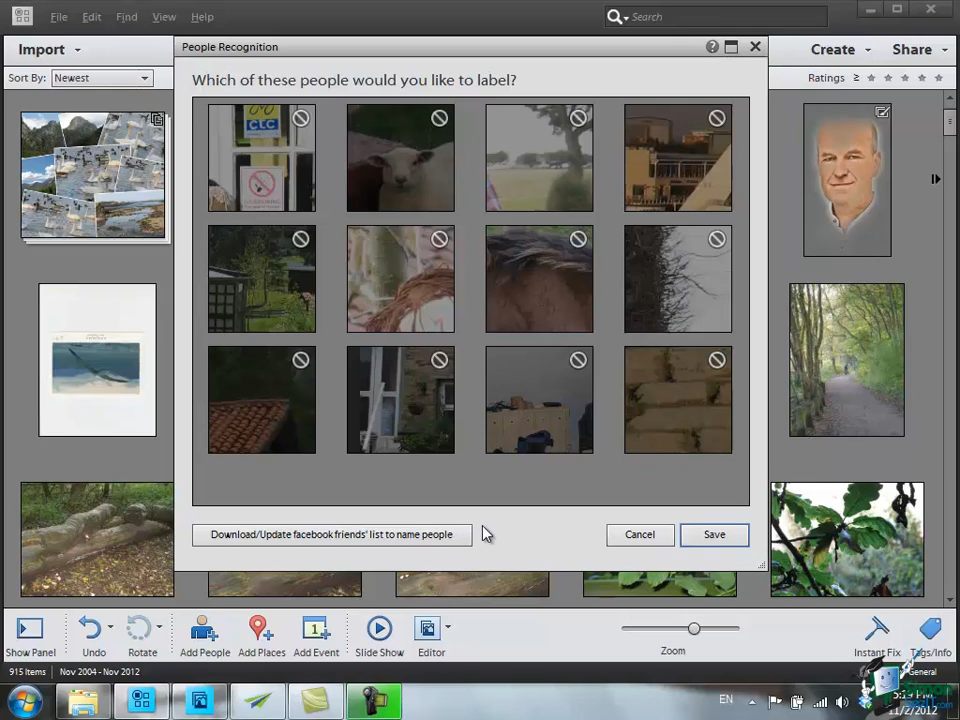 File Edit Find View Help
Search
Import
Create
Share
Sort By: Newest
Ratings ≥
People Recognition
Which of these people would you like to label?
ctc
Download/Update facebook friends' list to name people
Cancel
Save
Show Panel
Undo
Rotate
Add People
Add Places
Add Event
1
Slide Show
Editor
Zoom
Instant Fix
Tags/Info
915 Items
Nov 2004 - Nov 2012
General
EN
11/2/2012